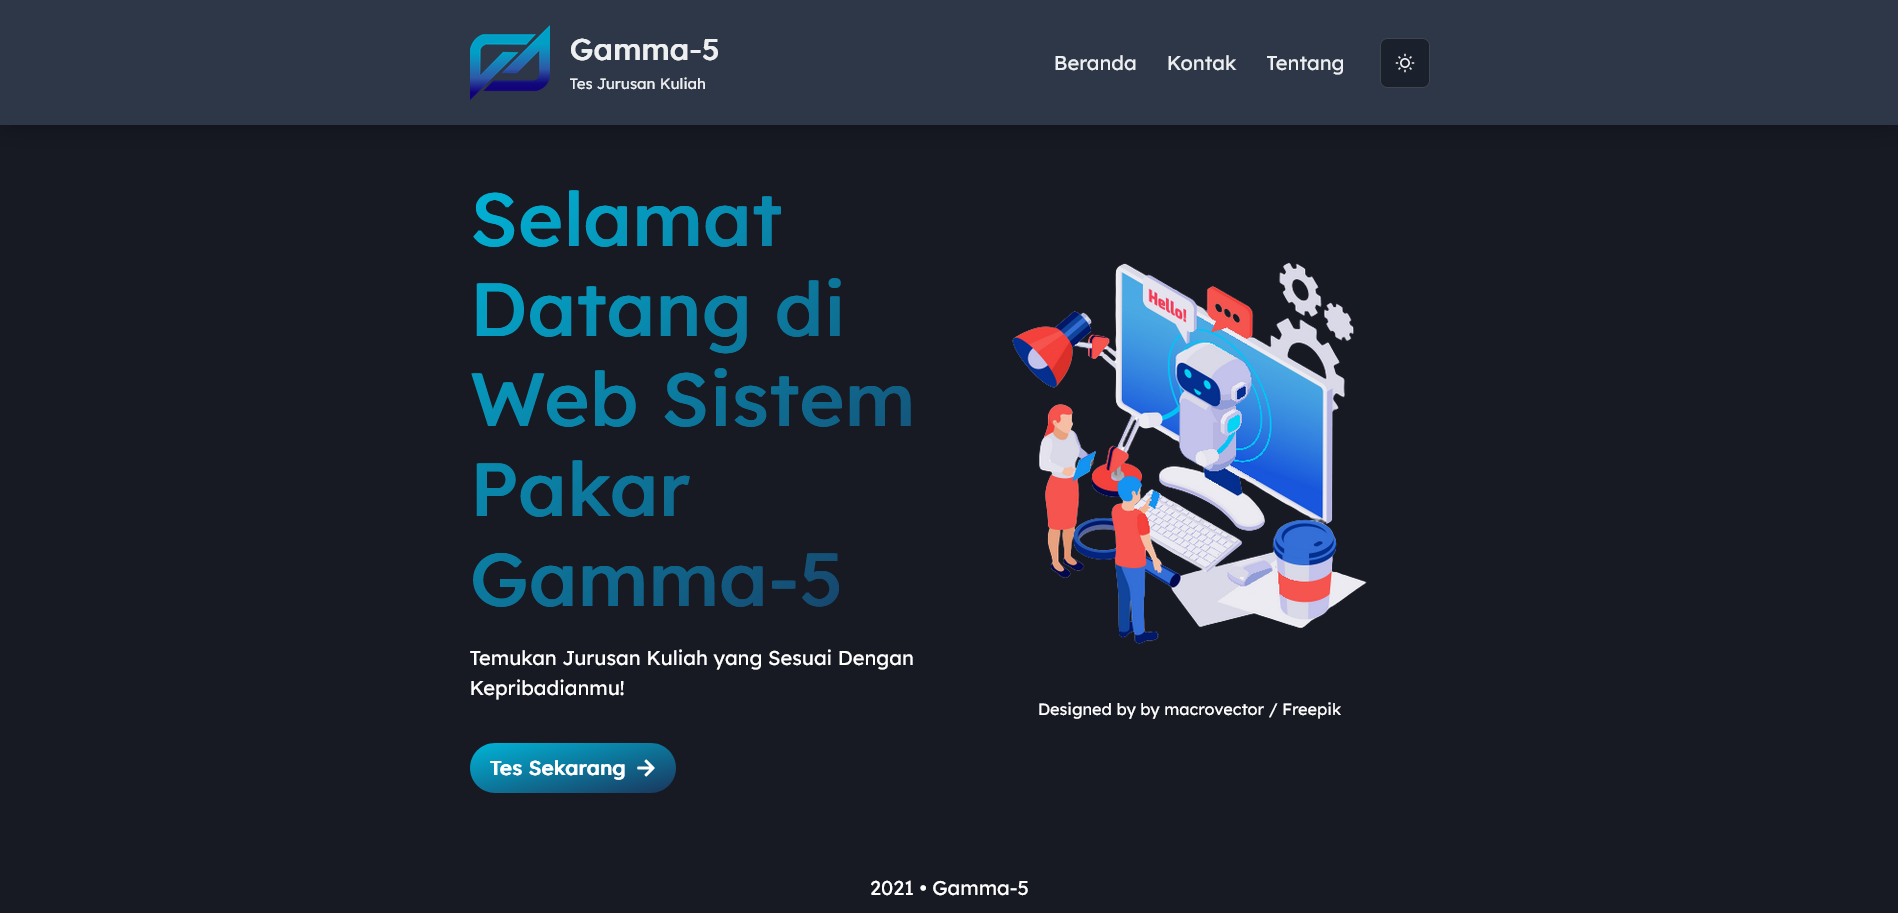 Gamma-5
Tes Jurusan Kuliah
Beranda Kontak Tentang
Selamat
Datang di
Web Sistem
Pakar
Gamma-5
Temukan Jurusan Kuliah yang Sesuai Dengan
Kepribadianmu!
Tes Sekarang →
Hello!
Designed by by macrovector / Freepik
2021 • Gamma-5